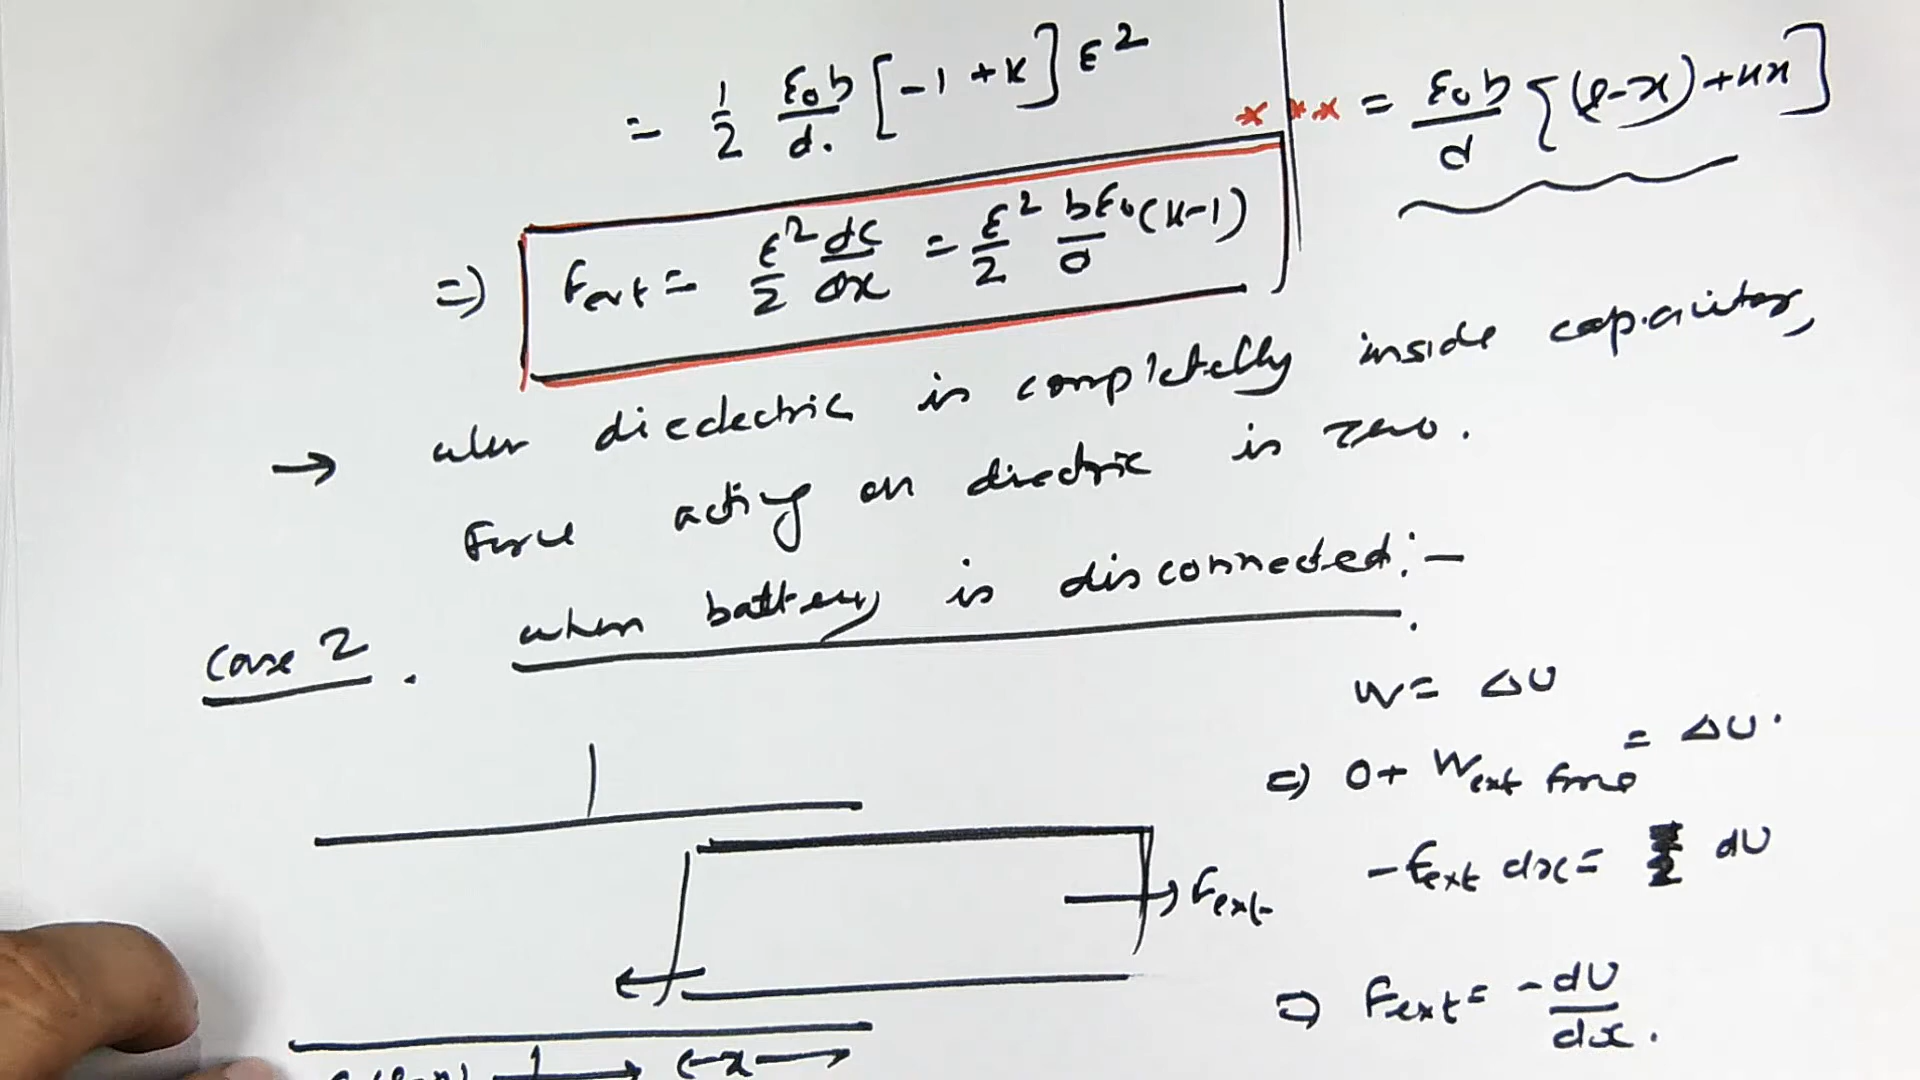 = 1/2 ε₀b/d. [-1 + K] ε²
*** = ε₀b/d {(l-x)+Kx]
=) Fext = ε²/2 dc/dx = ε²/2 bε₀/d (K-1)
→ when dielectric is completely inside capacitor,
Force acting on dielectric is zero.
Case 2. when battery is disconnected:-
W = ΔU
=) 0+ Wext force = ΔU.
-Fext dx = dU
=) Fext = -dU/dx.
Fext
x